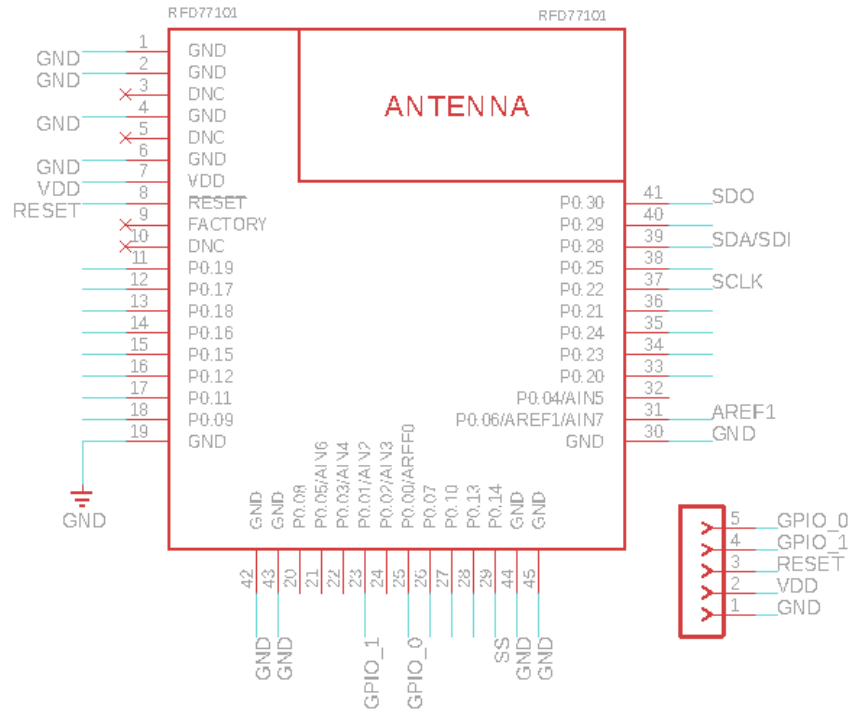 RFD77101
RFD77101
ANTENNA
GND 1 GND
GND 2 GND
3 DNC
GND 4 GND
5 DNC
GND 6 GND
VDD 7 VDD
RESET 8 RESET
9 FACTORY
10 DNC
11 P0.19
12 P0.17
13 P0.18
14 P0.16
15 P0.15
16 P0.12
17 P0.11
18 P0.09
19 GND
GND
P0.30 41 SDO
P0.29 40
P0.28 39 SDA/SDI
P0.25 38
P0.22 37 SCLK
P0.21 36
P0.24 35
P0.23 34
P0.20 33
P0.04/AIN5 32
P0.06/AREF1/AIN7 31 AREF1
GND 30 GND
GND 42 GND
GND 43 GND
P0.08 20
P0.05/AIN6 21
P0.03/AIN4 22
P0.01/AIN2 23 GPIO_1
P0.02/AIN3 24
P0.00/AREF0 25 GPIO_0
P0.07 26
P0.10 27
P0.13 28
P0.14 29 SS
GND 44 GND
GND 45 GND
5 GPIO_0
4 GPIO_1
3 RESET
2 VDD
1 GND